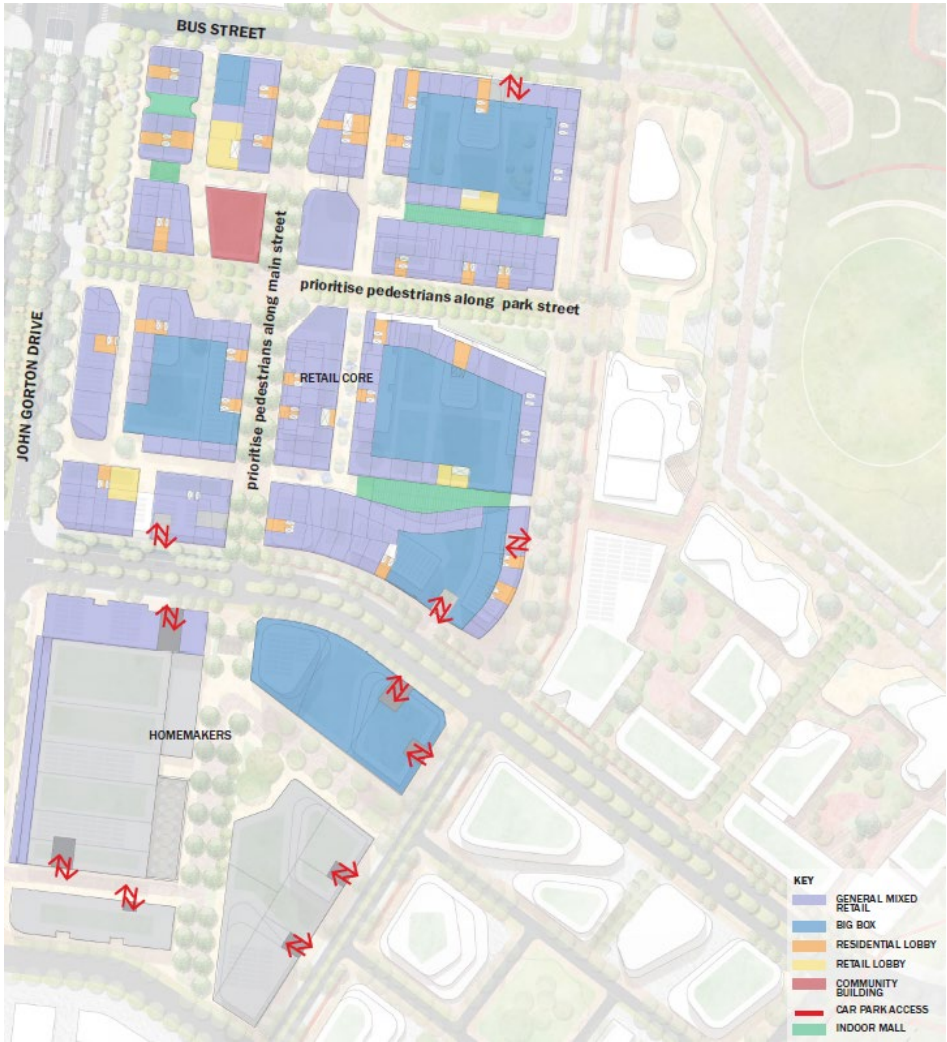 BUS STREET
prioritise pedestrians along main street
prioritise pedestrians along park street
JOHN GORTON DRIVE
RETAIL CORE
HOMEMAKERS
KEY
GENERAL MIXED
RETAIL
BIG BOX
RESIDENTIAL LOBBY
RETAIL LOBBY
COMMUNITY
BUILDING
CAR PARK ACCESS
INDOOR MALL